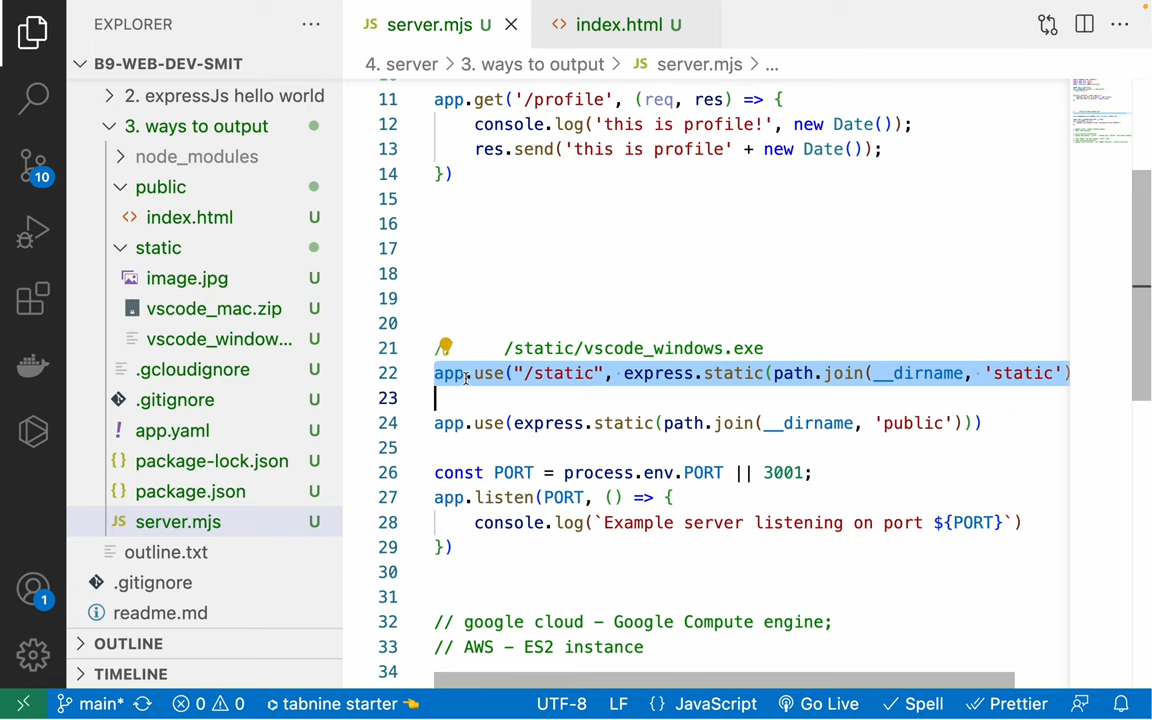 EXPLORER
B9-WEB-DEV-SMIT
2. expressJs hello world
3. ways to output
node_modules
public
index.html U
static
image.jpg U
vscode_mac.zip U
vscode_window... U
.gcloudignore U
.gitignore U
app.yaml U
package-lock.json U
package.json U
server.mjs U
outline.txt
.gitignore
readme.md
OUTLINE
TIMELINE
10
1
JS server.mjs U
<> index.html U
4. server > 3. ways to output > JS server.mjs > ...
11 app.get('/profile', (req, res) => {
12 console.log('this is profile!', new Date());
13 res.send('this is profile' + new Date());
14 })
15
16
17
18
19
20
21 / /static/vscode_windows.exe
22 app.use("/static", express.static(path.join(__dirname, 'static')
23
24 app.use(express.static(path.join(__dirname, 'public')))
25
26 const PORT = process.env.PORT || 3001;
27 app.listen(PORT, () => {
28 console.log(`Example server listening on port ${PORT}`)
29 })
30
31
32 // google cloud – Google Compute engine;
33 // AWS – ES2 instance
34
main* 0 0 tabnine starter 👈 UTF-8 LF {} JavaScript Go Live Spell Prettier